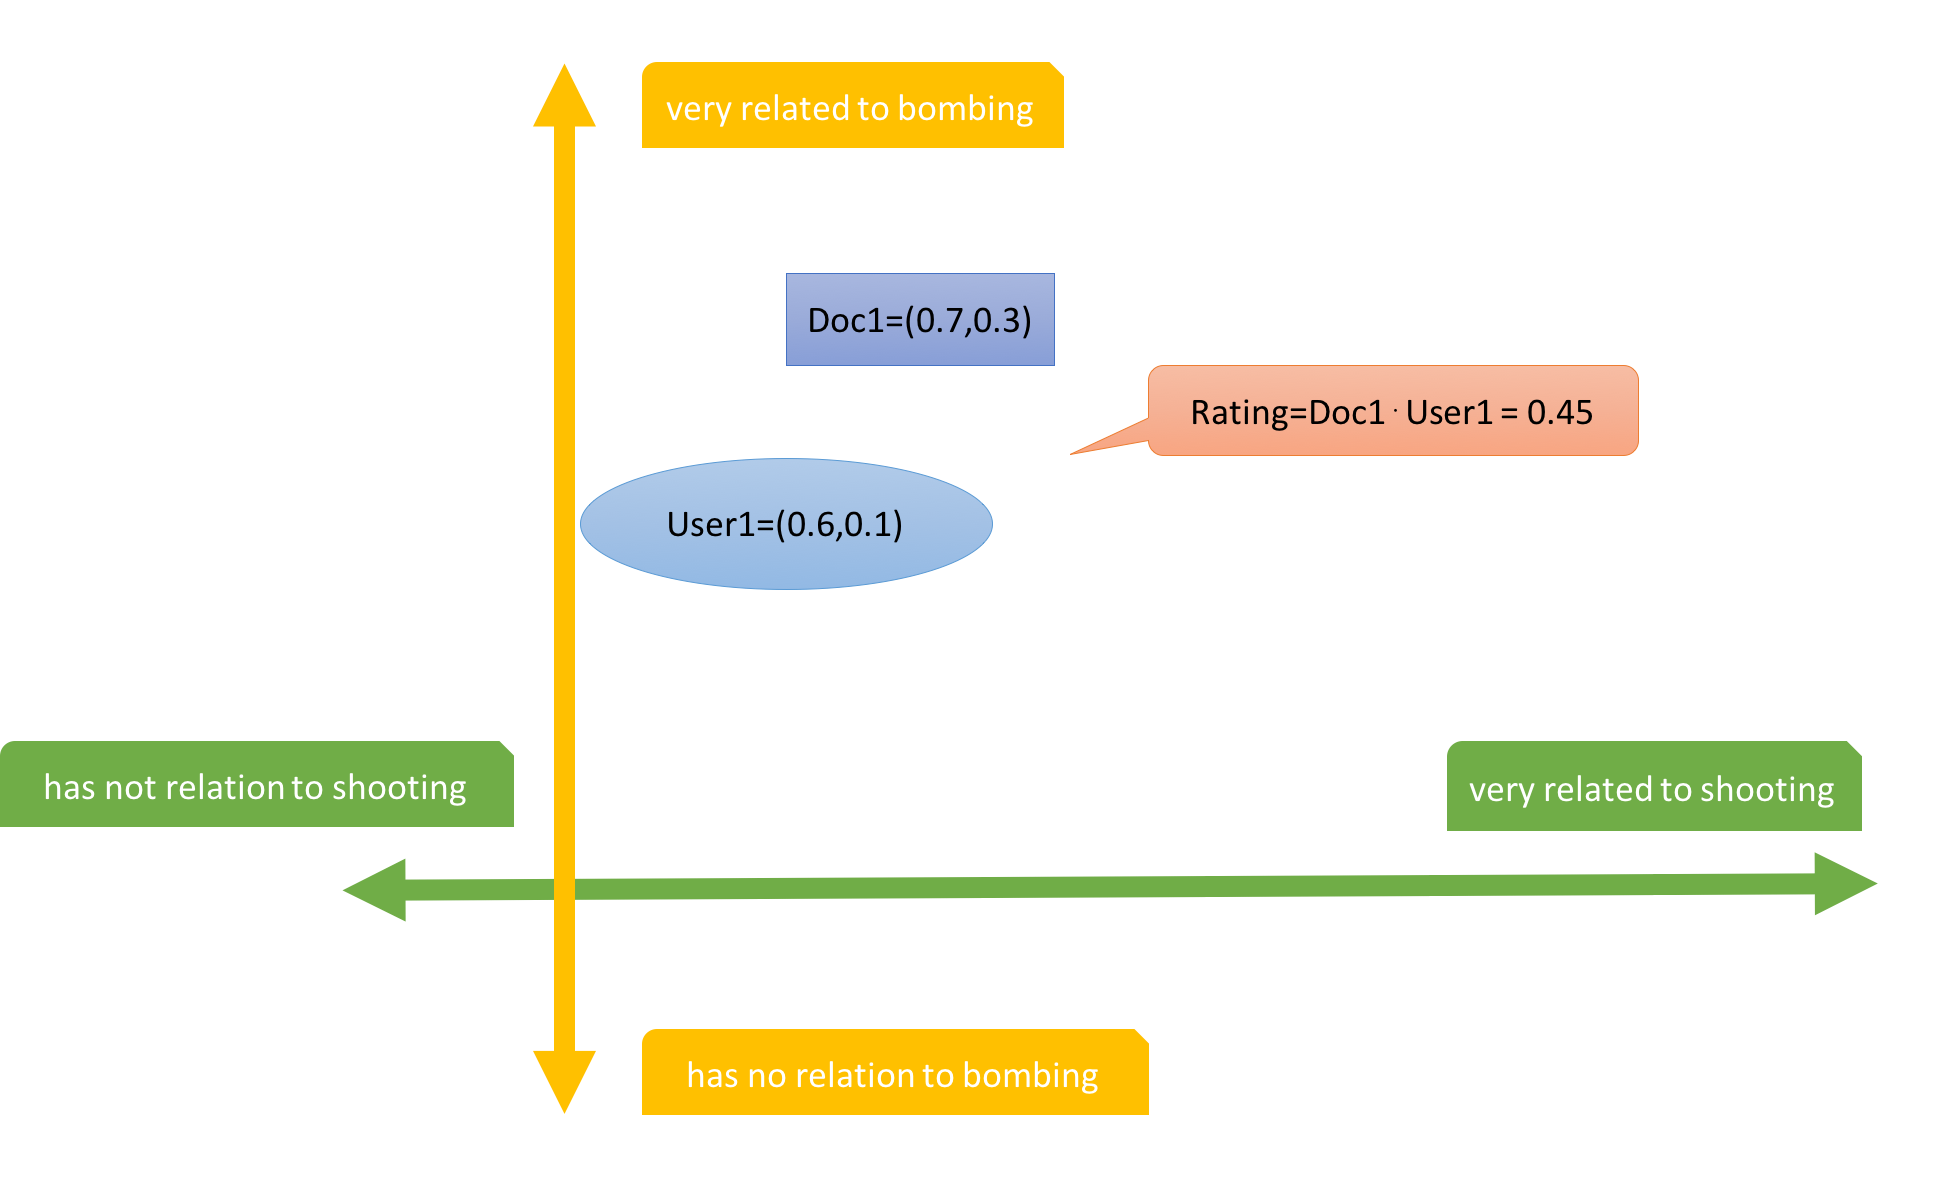 very related to bombing
Doc1=(0.7,0.3)
Rating=Doc1 · User1 = 0.45
User1=(0.6,0.1)
has not relation to shooting
very related to shooting
has no relation to bombing